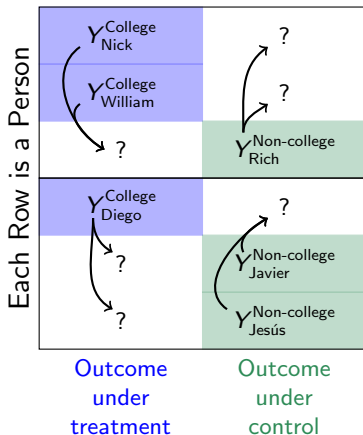 Each Row is a Person
Y College Nick ?
Y College William ?
? Y Non-college Rich
Y College Diego ?
? Y Non-college Javier
? Y Non-college Jesús
Outcome under treatment
Outcome under control